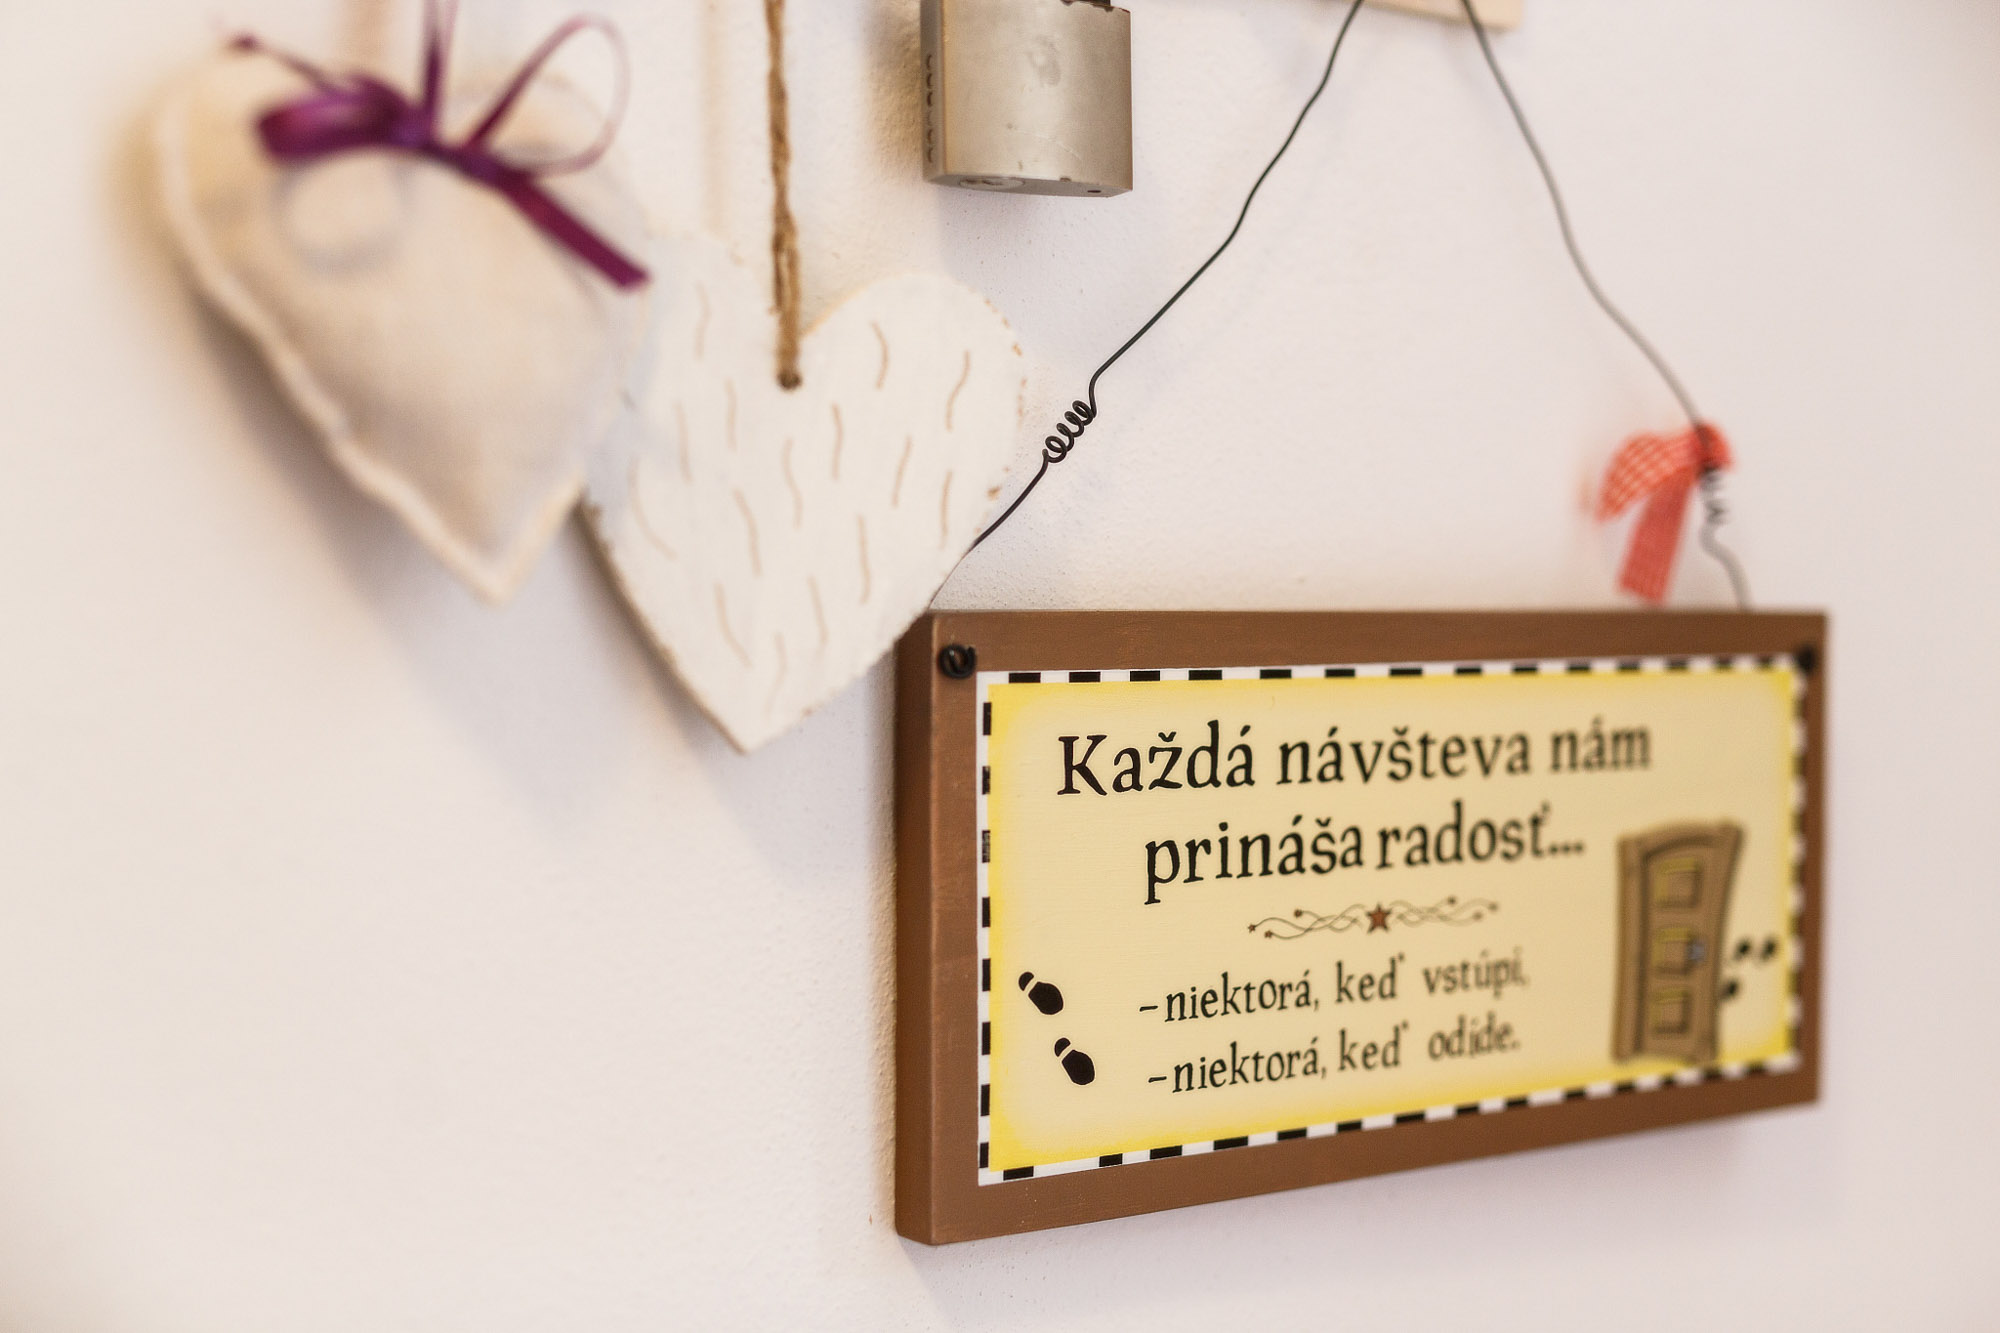 Každá návšteva nám
prináša radosť...
-niektorá, keď vstúpi,
-niektorá, keď odíde.